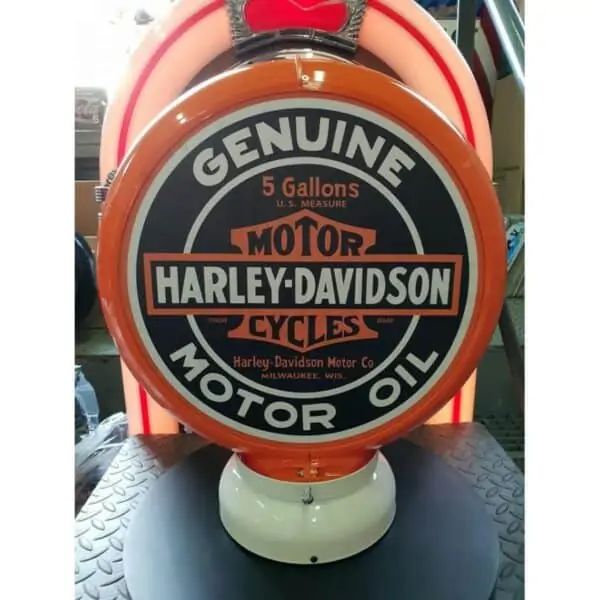 GENUINE
5 Gallons
U.S. MEASURE
MOTOR
HARLEY-DAVIDSON
CYCLES
Harley-Davidson Motor Co
MILWAUKEE, WIS.
MOTOR OIL